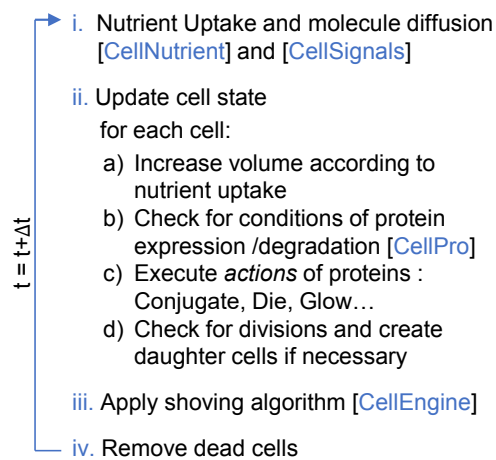 i. Nutrient Uptake and molecule diffusion
[CellNutrient] and [CellSignals]
ii. Update cell state
for each cell:
a) Increase volume according to
nutrient uptake
b) Check for conditions of protein
expression /degradation [CellPro]
c) Execute actions of proteins :
Conjugate, Die, Glow…
d) Check for divisions and create
daughter cells if necessary
iii. Apply shoving algorithm [CellEngine]
iv. Remove dead cells
t = t+Δt